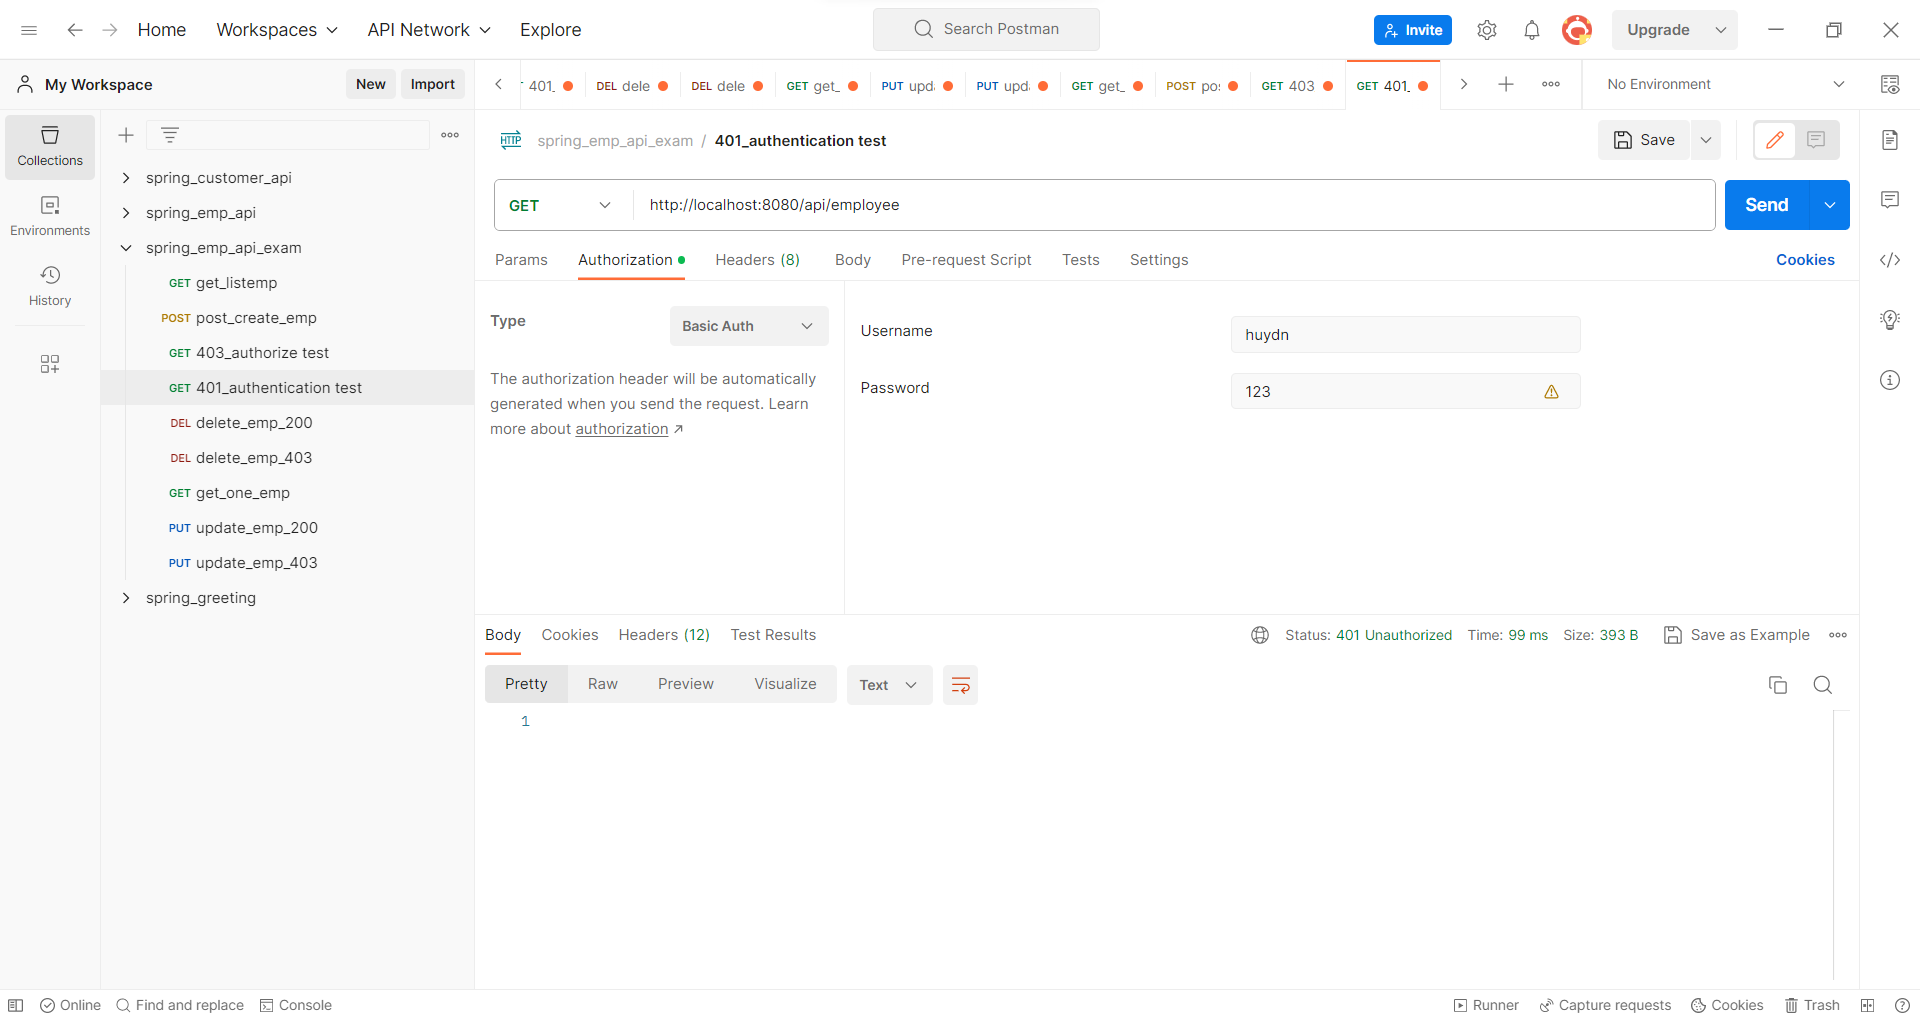 Home
Workspaces
API Network
Explore
Search Postman
Invite
Upgrade
My Workspace
New
Import
401_
DEL dele
DEL dele
GET get_
PUT upd
PUT upd
GET get_
POST po
GET 403
GET 401_
No Environment
Collections
Environments
History
spring_customer_api
spring_emp_api
spring_emp_api_exam
GET get_listemp
POST post_create_emp
GET 403_authorize test
GET 401_authentication test
DEL delete_emp_200
DEL delete_emp_403
GET get_one_emp
PUT update_emp_200
PUT update_emp_403
spring_greeting
HTTP spring_emp_api_exam / 401_authentication test
Save
GET
http://localhost:8080/api/employee
Send
Params
Authorization
Headers (8)
Body
Pre-request Script
Tests
Settings
Cookies
Type
Basic Auth
The authorization header will be automatically
generated when you send the request. Learn
more about authorization ↗
Username
huydn
Password
123
Body
Cookies
Headers (12)
Test Results
Status: 401 Unauthorized
Time: 99 ms
Size: 393 B
Save as Example
Pretty
Raw
Preview
Visualize
Text
1
Online
Find and replace
Console
Runner
Capture requests
Cookies
Trash